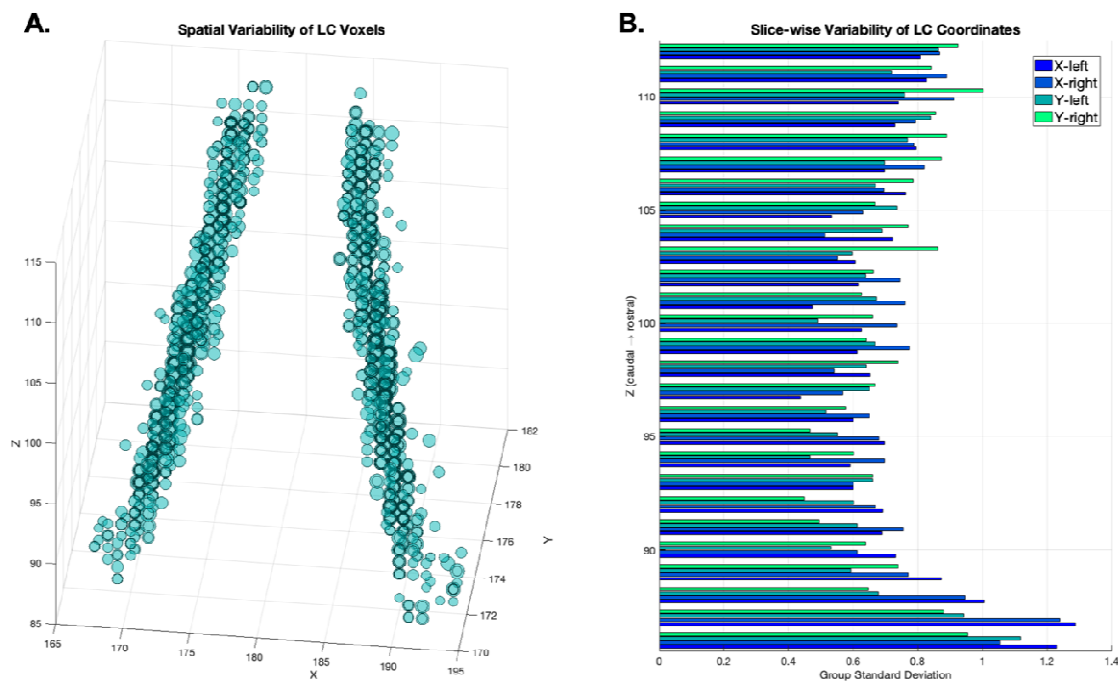 A.
Spatial Variability of LC Voxels
115
110
105
100
95
90
85
Z
165
170
175
180
185
190
195
X
170
172
174
176
178
180
182
Y
B.
Slice-wise Variability of LC Coordinates
X-left
X-right
Y-left
Y-right
110
105
100
95
90
Z (caudal → rostral)
0
0.2
0.4
0.6
0.8
1
1.2
1.4
Group Standard Deviation